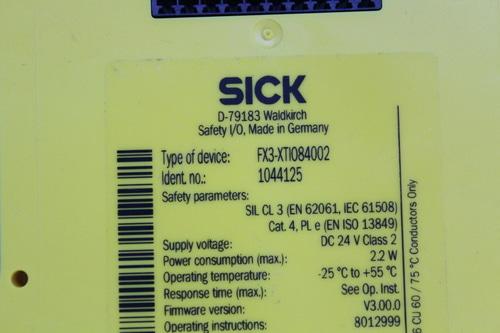 SICK
D-79183 Waldkirch
Safety I/O, Made in Germany
Type of device: FX3-XTIO84002
Ident. no.: 1044125
Safety parameters:
SIL CL 3 (EN 62061, IEC 61508)
Cat. 4, PL e (EN ISO 13849)
Supply voltage: DC 24 V Class 2
Power consumption (max.): 2.2 W
Operating temperature: -25 °C to +55 °C
Response time (max.): See Op. Inst.
Firmware version: V3.00.0
Operating instructions: 8012999
6 CU 60 / 75 °C Conductors Only